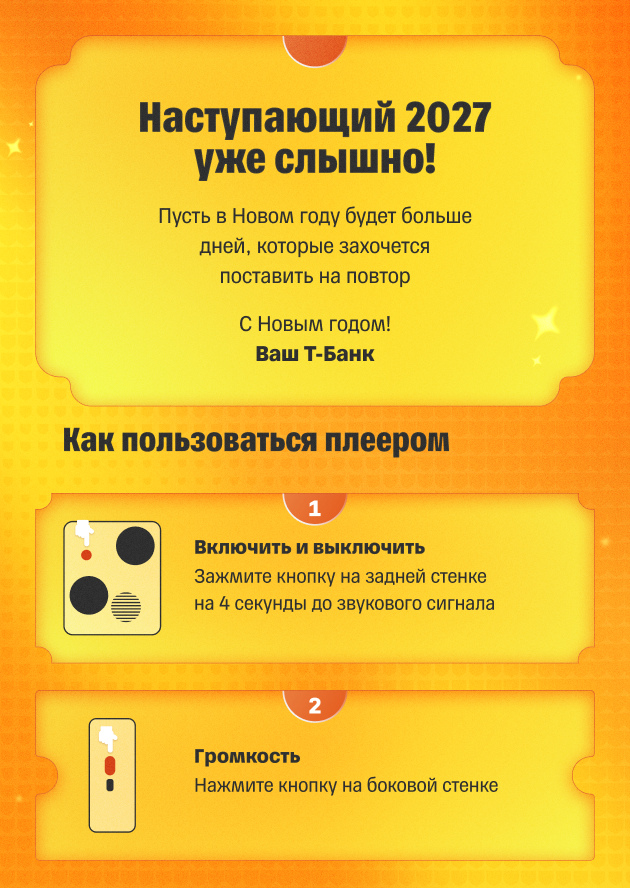 Наступающий 2027
уже слышно!
Пусть в Новом году будет больше
дней, которые захочется
поставить на повтор
С Новым годом!
Ваш Т-Банк
Как пользоваться плеером
1
Включить и выключить
Зажмите кнопку на задней стенке
на 4 секунды до звукового сигнала
2
Громкость
Нажмите кнопку на боковой стенке